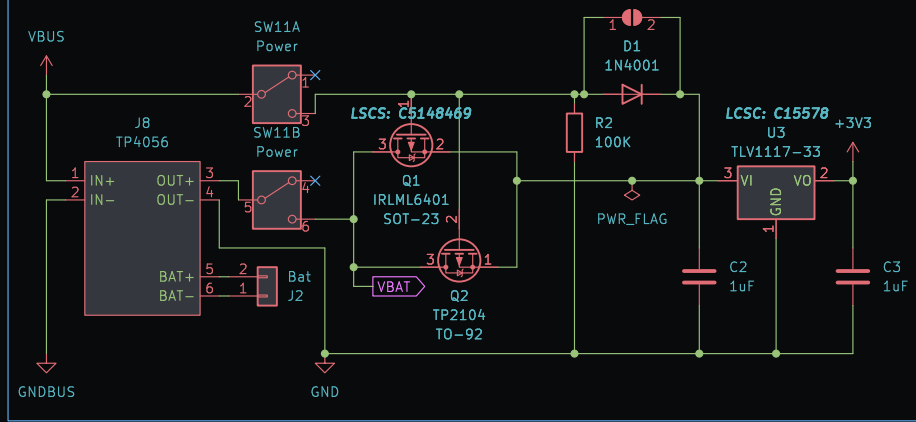 VBUS
SW11A
Power
1
2
3
SW11B
Power
4
5
6
J8
TP4056
1
IN+
OUT+
3
2
IN-
OUT-
4
BAT+
5
2
Bat
BAT-
6
1
J2
GNDBUS
GND
LSCS: C5148469
1
3
2
Q1
IRLML6401
SOT-23
2
3
1
VBAT
Q2
TP2104
TO-92
1
2
D1
1N4001
R2
100K
PWR_FLAG
LCSC: C15578
U3
TLV1117-33
+3V3
3
VI
VO
2
GND
1
C2
1uF
C3
1uF